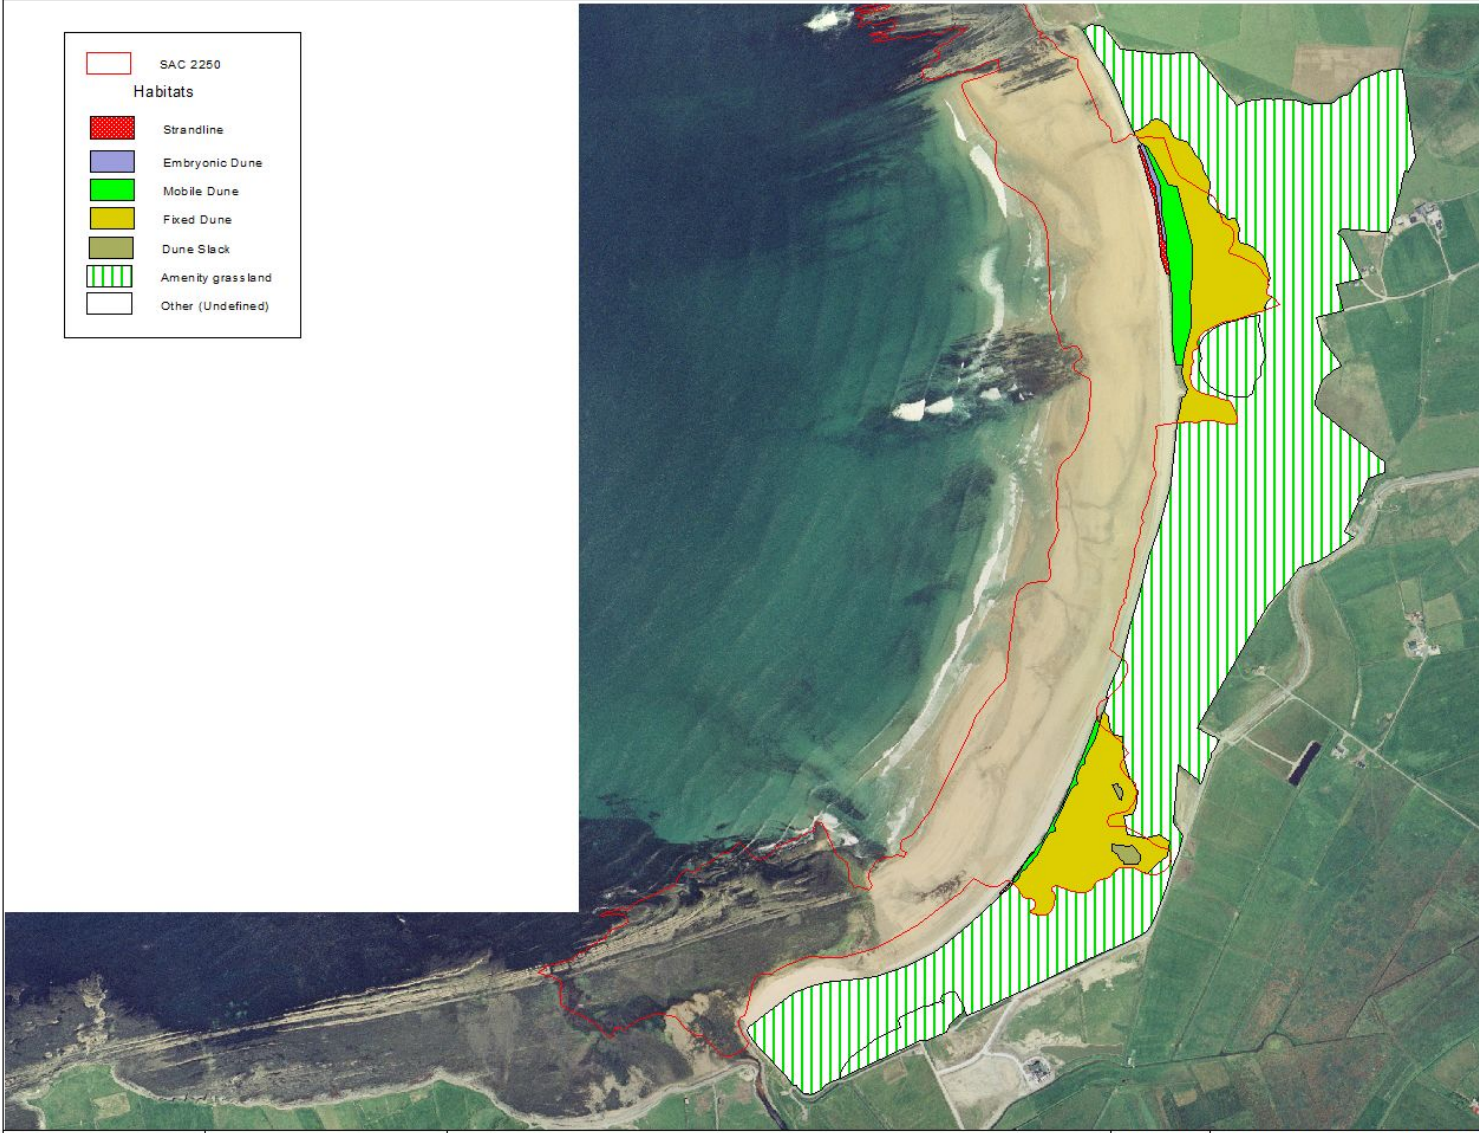 SAC 2250
Habitats
Strandline
Embryonic Dune
Mobile Dune
Fixed Dune
Dune Slack
Amenity grassland
Other (Undefined)